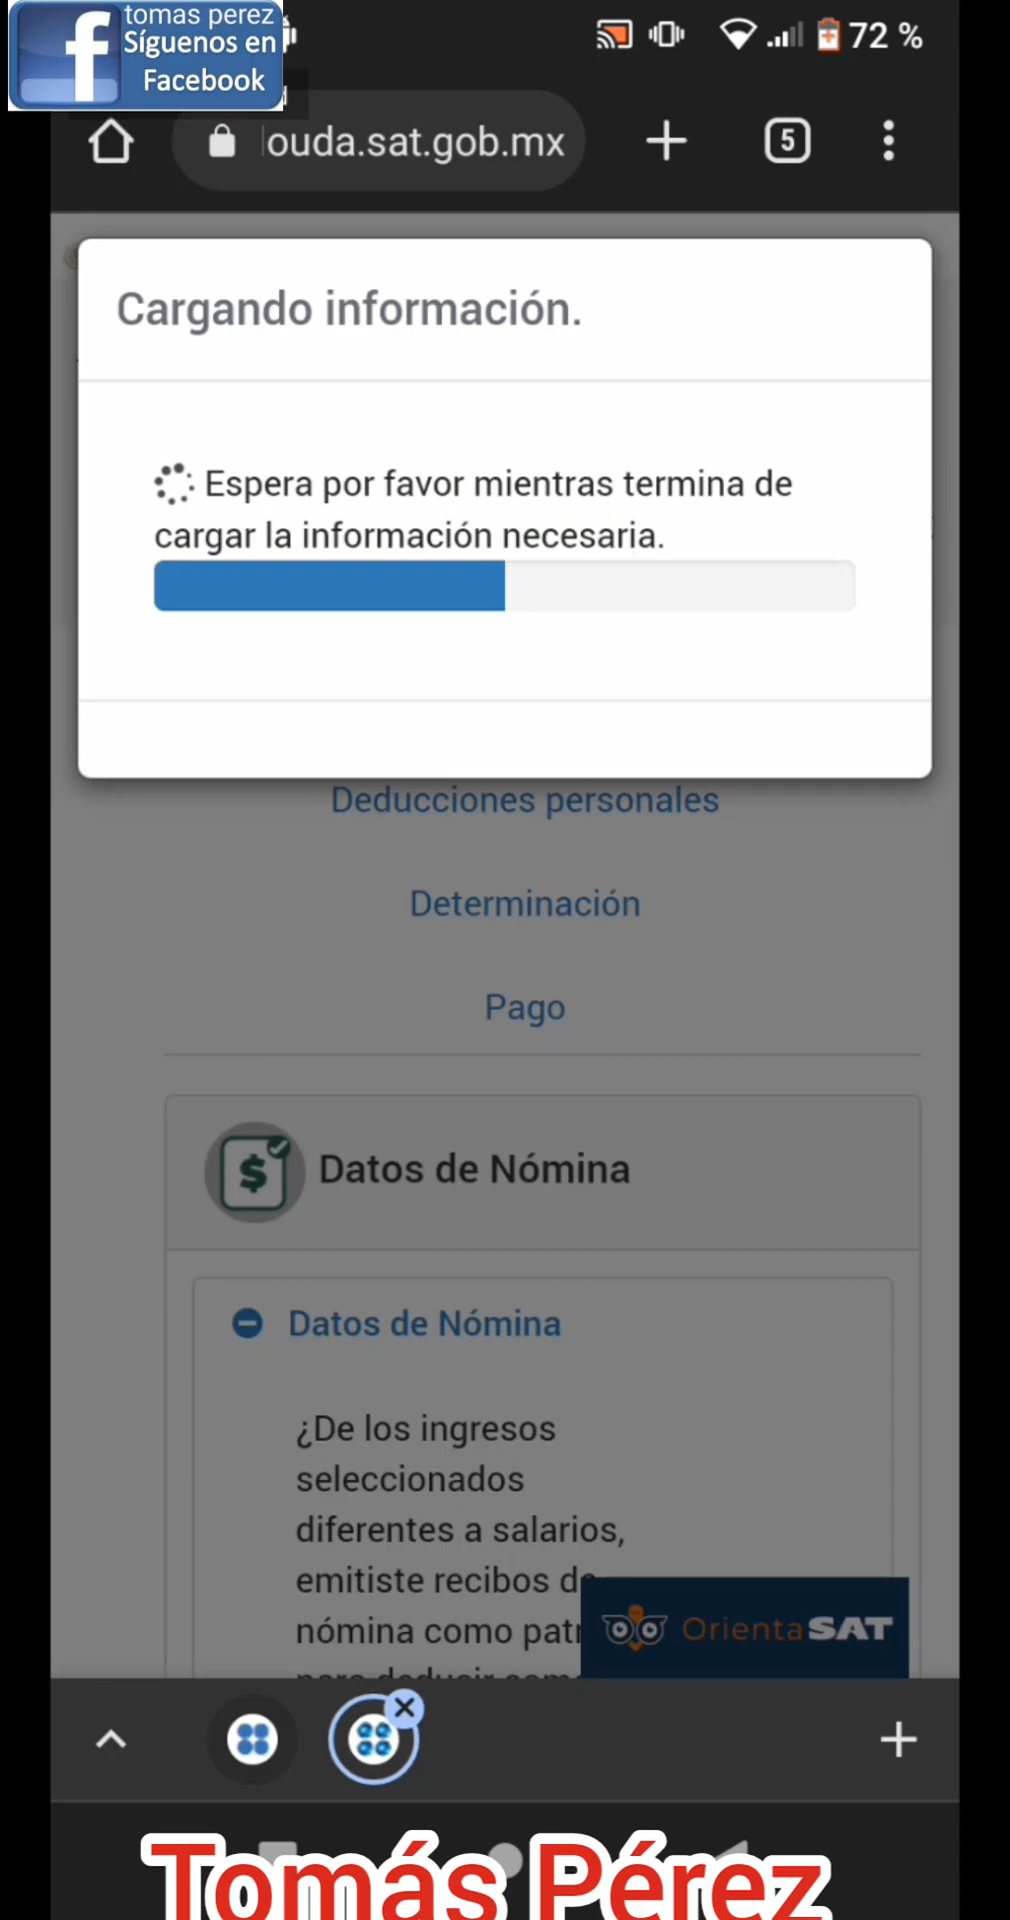 tomas perez
Síguenos en
Facebook
72 %
ouda.sat.gob.mx
5
Cargando información.
Espera por favor mientras termina de
cargar la información necesaria.
Deducciones personales
Determinación
Pago
$
Datos de Nómina
Datos de Nómina
¿De los ingresos
seleccionados
diferentes a salarios,
emitiste recibos de
nómina como
OrientaSAT
Tomás Pérez